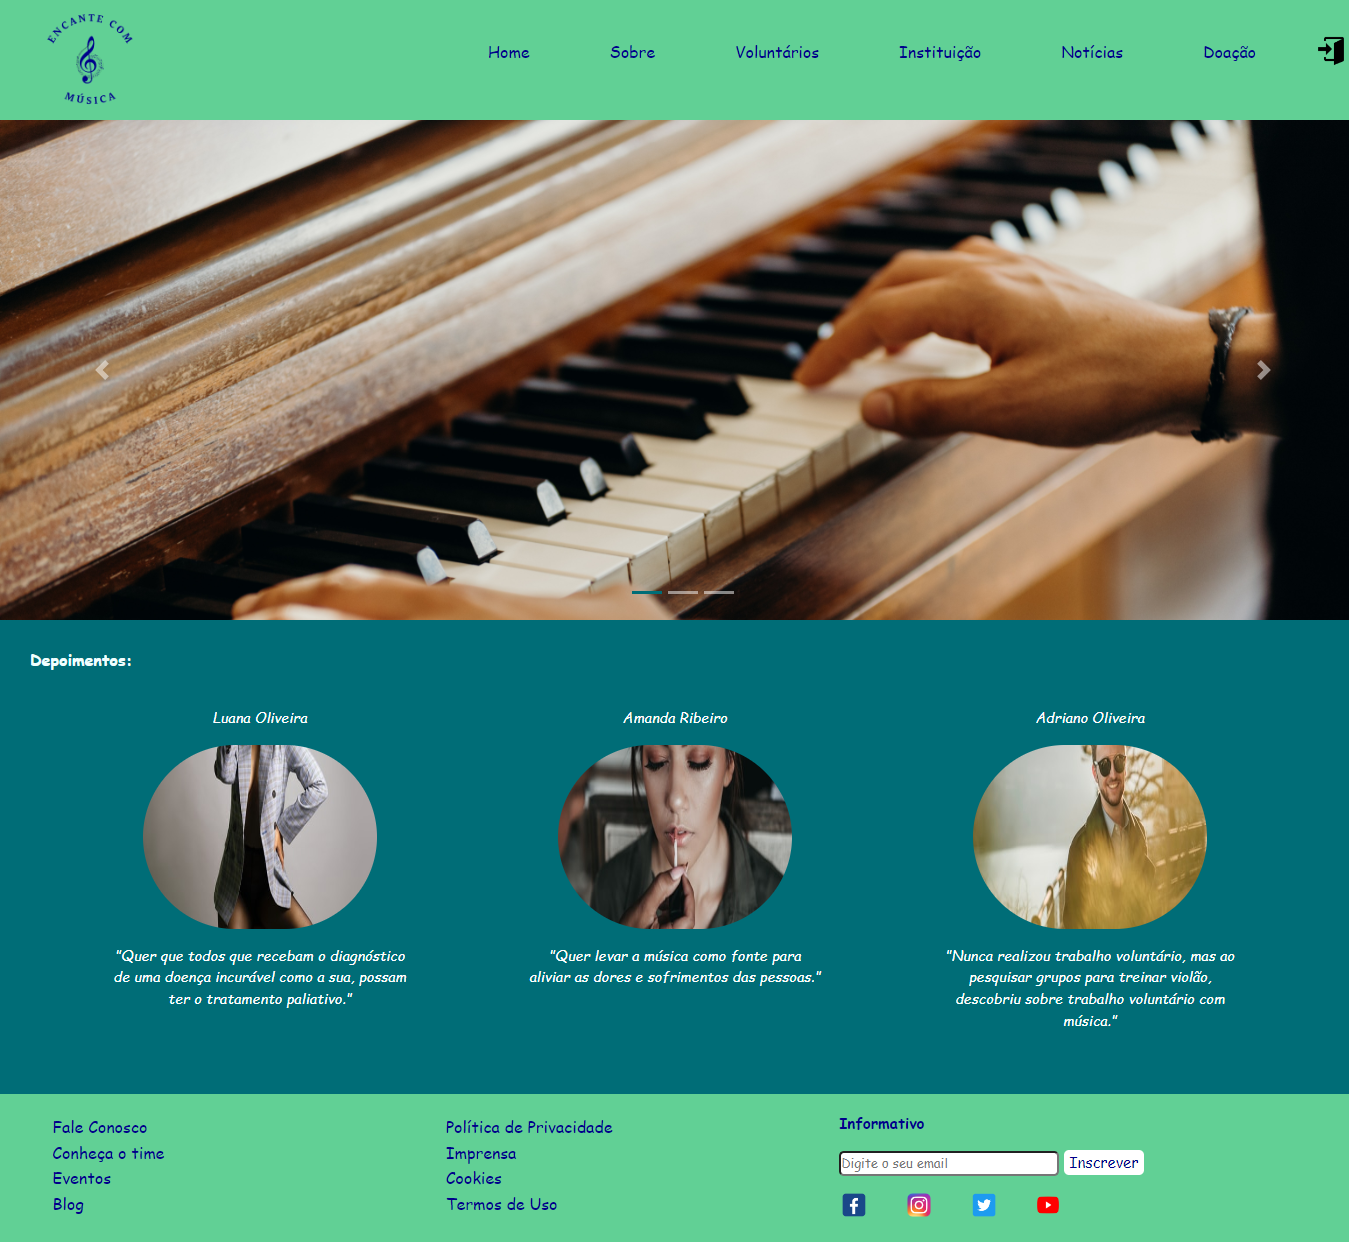 ENCANTE COM
MÚSICA
Home Sobre Voluntários Instituição Notícias Doação
Depoimentos:
Luana Oliveira
Amanda Ribeiro
Adriano Oliveira
"Quer que todos que recebam o diagnóstico
de uma doença incurável como a sua, possam
ter o tratamento paliativo."
"Quer levar a música como fonte para
aliviar as dores e sofrimentos das pessoas."
"Nunca realizou trabalho voluntário, mas ao
pesquisar grupos para treinar violão,
descobriu sobre trabalho voluntário com
música."
Fale Conosco
Conheça o time
Eventos
Blog
Política de Privacidade
Imprensa
Cookies
Termos de Uso
Informativo
Digite o seu email Inscrever